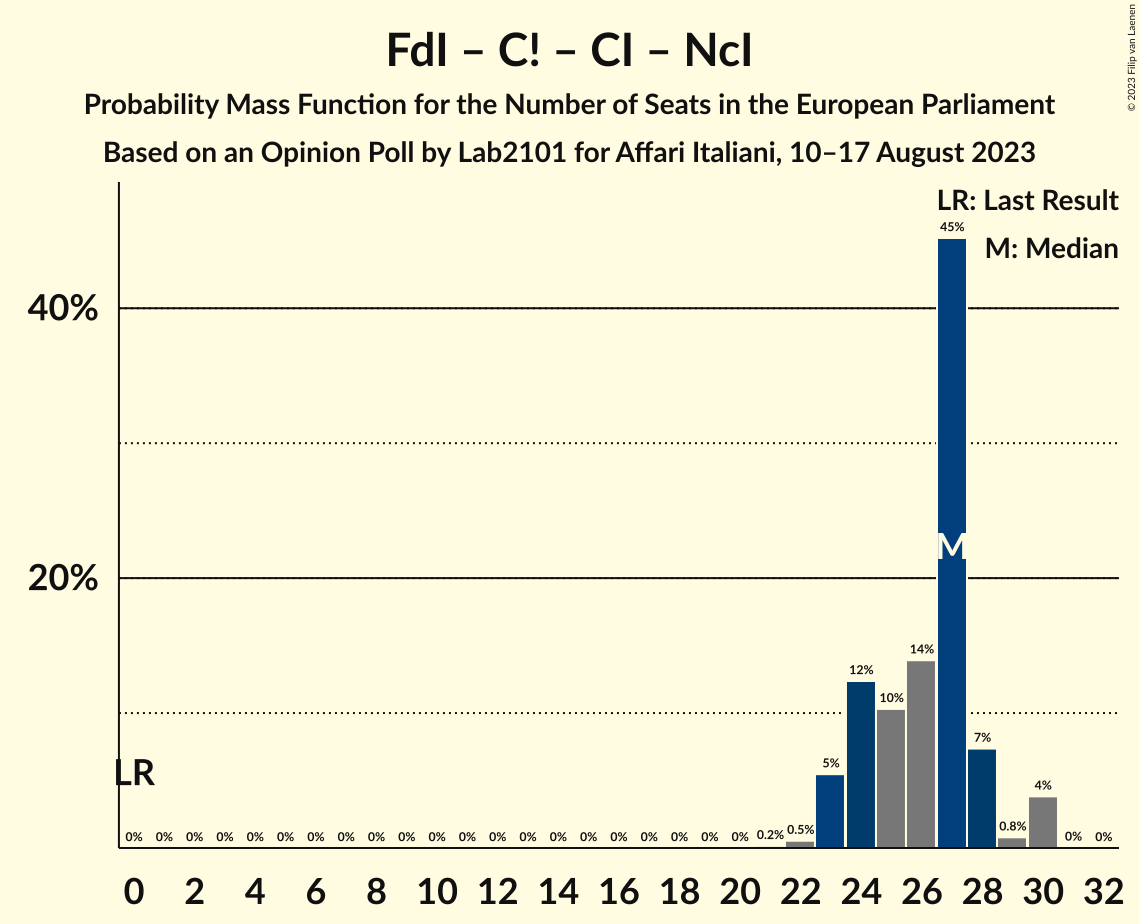 FdI – C! – CI – NcI
Probability Mass Function for the Number of Seats in the European Parliament
Based on an Opinion Poll by Lab2101 for Affari Italiani, 10–17 August 2023
© 2023 Filip van Laenen
LR: Last Result
M: Median
45%
40%
M
20%
14%
12%
10%
7%
5%
4%
LR
0% 0% 0% 0% 0% 0% 0% 0% 0% 0% 0% 0% 0% 0% 0% 0% 0% 0% 0% 0% 0% 0.2% 0.5% 0.8% 0% 0%
0 2 4 6 8 10 12 14 16 18 20 22 24 26 28 30 32